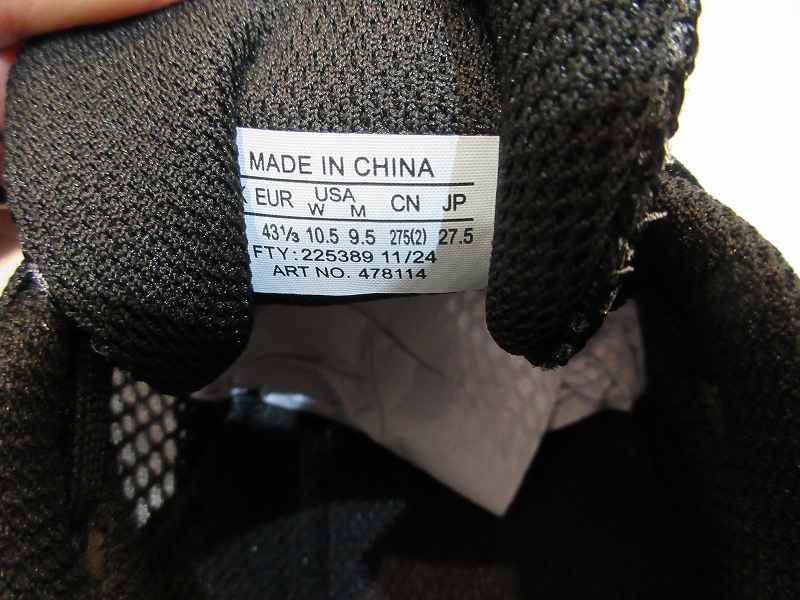 MADE IN CHINA
EUR USA W M CN JP
43⅓ 10.5 9.5 275(2) 27.5
FTY: 225389 11/24
ART NO. 478114